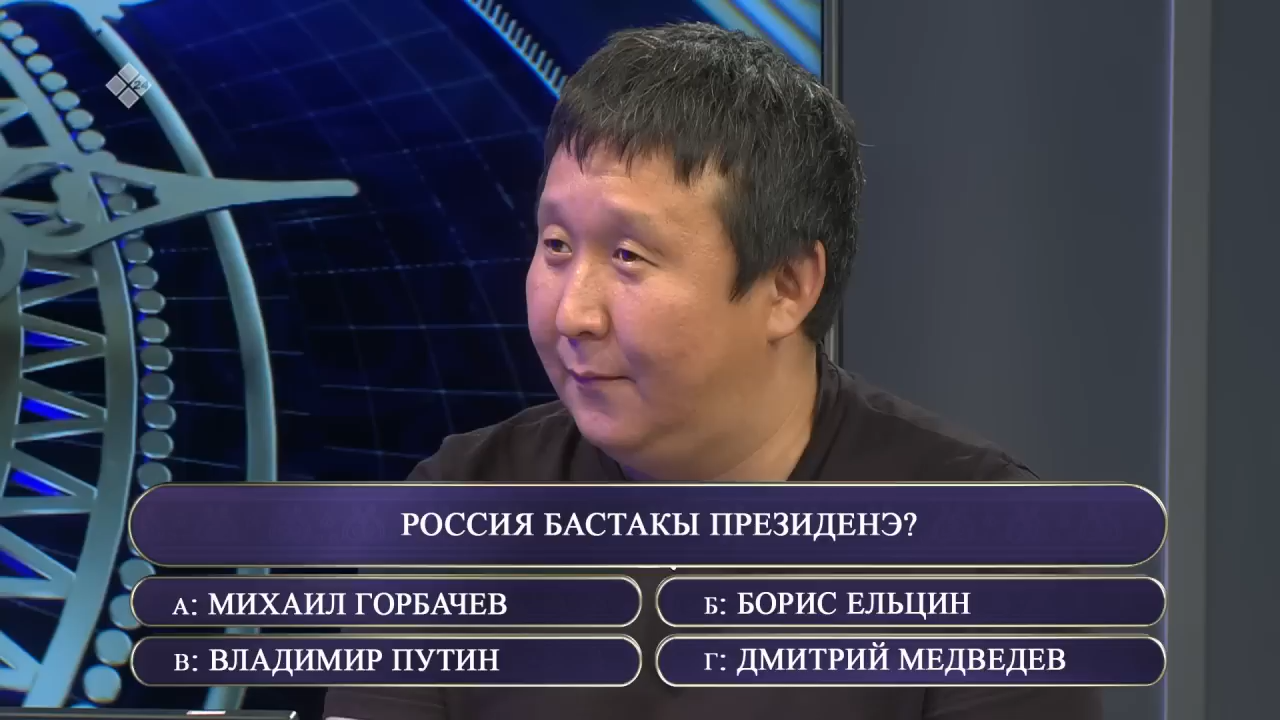 РОССИЯ БАСТАКЫ ПРЕЗИДЕНЭ?
А: МИХАИЛ ГОРБАЧЕВ
Б: БОРИС ЕЛЬЦИН
В: ВЛАДИМИР ПУТИН
Г: ДМИТРИЙ МЕДВЕДЕВ